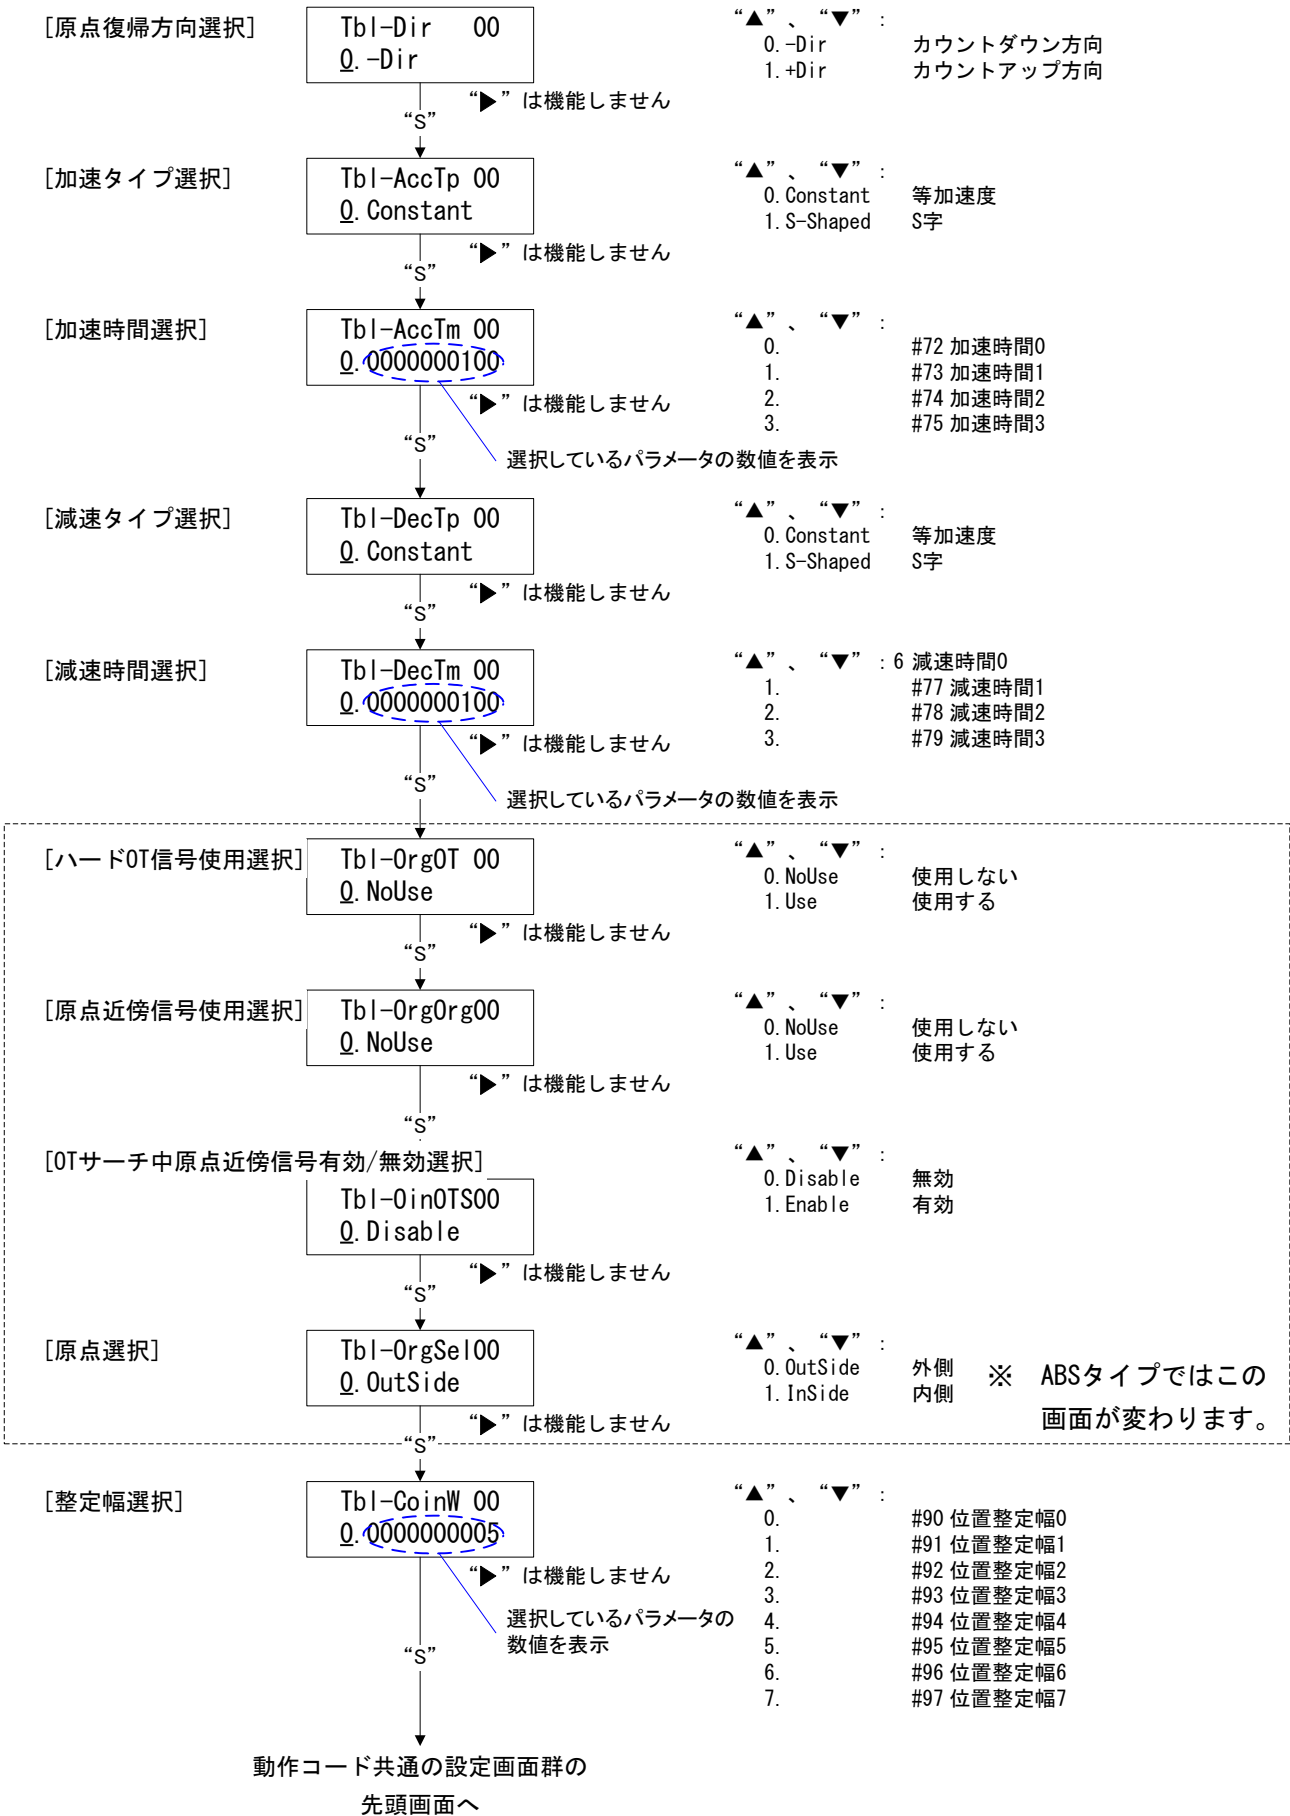 [原点復帰方向選択]
Tbl-Dir 00
0.-Dir
“▲”、“▼”:
0.-Dir カウントダウン方向
1.+Dir カウントアップ方向
“▶”は機能しません
“S”
[加速タイプ選択]
Tbl-AccTp 00
0.Constant
“▲”、“▼”:
0.Constant 等加速度
1.S-Shaped S字
“▶”は機能しません
“S”
[加速時間選択]
Tbl-AccTm 00
0.0000000100
“▲”、“▼”:
0. #72 加速時間0
1. #73 加速時間1
2. #74 加速時間2
3. #75 加速時間3
“▶”は機能しません
“S”
選択しているパラメータの数値を表示
[減速タイプ選択]
Tbl-DecTp 00
0.Constant
“▲”、“▼”:
0.Constant 等加速度
1.S-Shaped S字
“▶”は機能しません
“S”
[減速時間選択]
Tbl-DecTm 00
0.0000000100
“▲”、“▼”:6 減速時間0
1. #77 減速時間1
2. #78 減速時間2
3. #79 減速時間3
“▶”は機能しません
“S”
選択しているパラメータの数値を表示
[ハードOT信号使用選択]
Tbl-OrgOT 00
0.NoUse
“▲”、“▼”:
0.NoUse 使用しない
1.Use 使用する
“▶”は機能しません
“S”
[原点近傍信号使用選択]
Tbl-OrgOrg00
0.NoUse
“▲”、“▼”:
0.NoUse 使用しない
1.Use 使用する
“▶”は機能しません
“S”
[OTサーチ中原点近傍信号有効/無効選択]
Tbl-OinOTS00
0.Disable
“▲”、“▼”:
0.Disable 無効
1.Enable 有効
“▶”は機能しません
“S”
[原点選択]
Tbl-OrgSel00
0.OutSide
“▲”、“▼”:
0.OutSide 外側
1.InSide 内側
※ ABSタイプではこの
画面が変わります。
“▶”は機能しません
“S”
[整定幅選択]
Tbl-CoinW 00
0.0000000005
“▲”、“▼”:
0. #90 位置整定幅0
1. #91 位置整定幅1
2. #92 位置整定幅2
3. #93 位置整定幅3
4. #94 位置整定幅4
5. #95 位置整定幅5
6. #96 位置整定幅6
7. #97 位置整定幅7
“▶”は機能しません
選択しているパラメータの
数値を表示
“S”
動作コード共通の設定画面群の
先頭画面へ